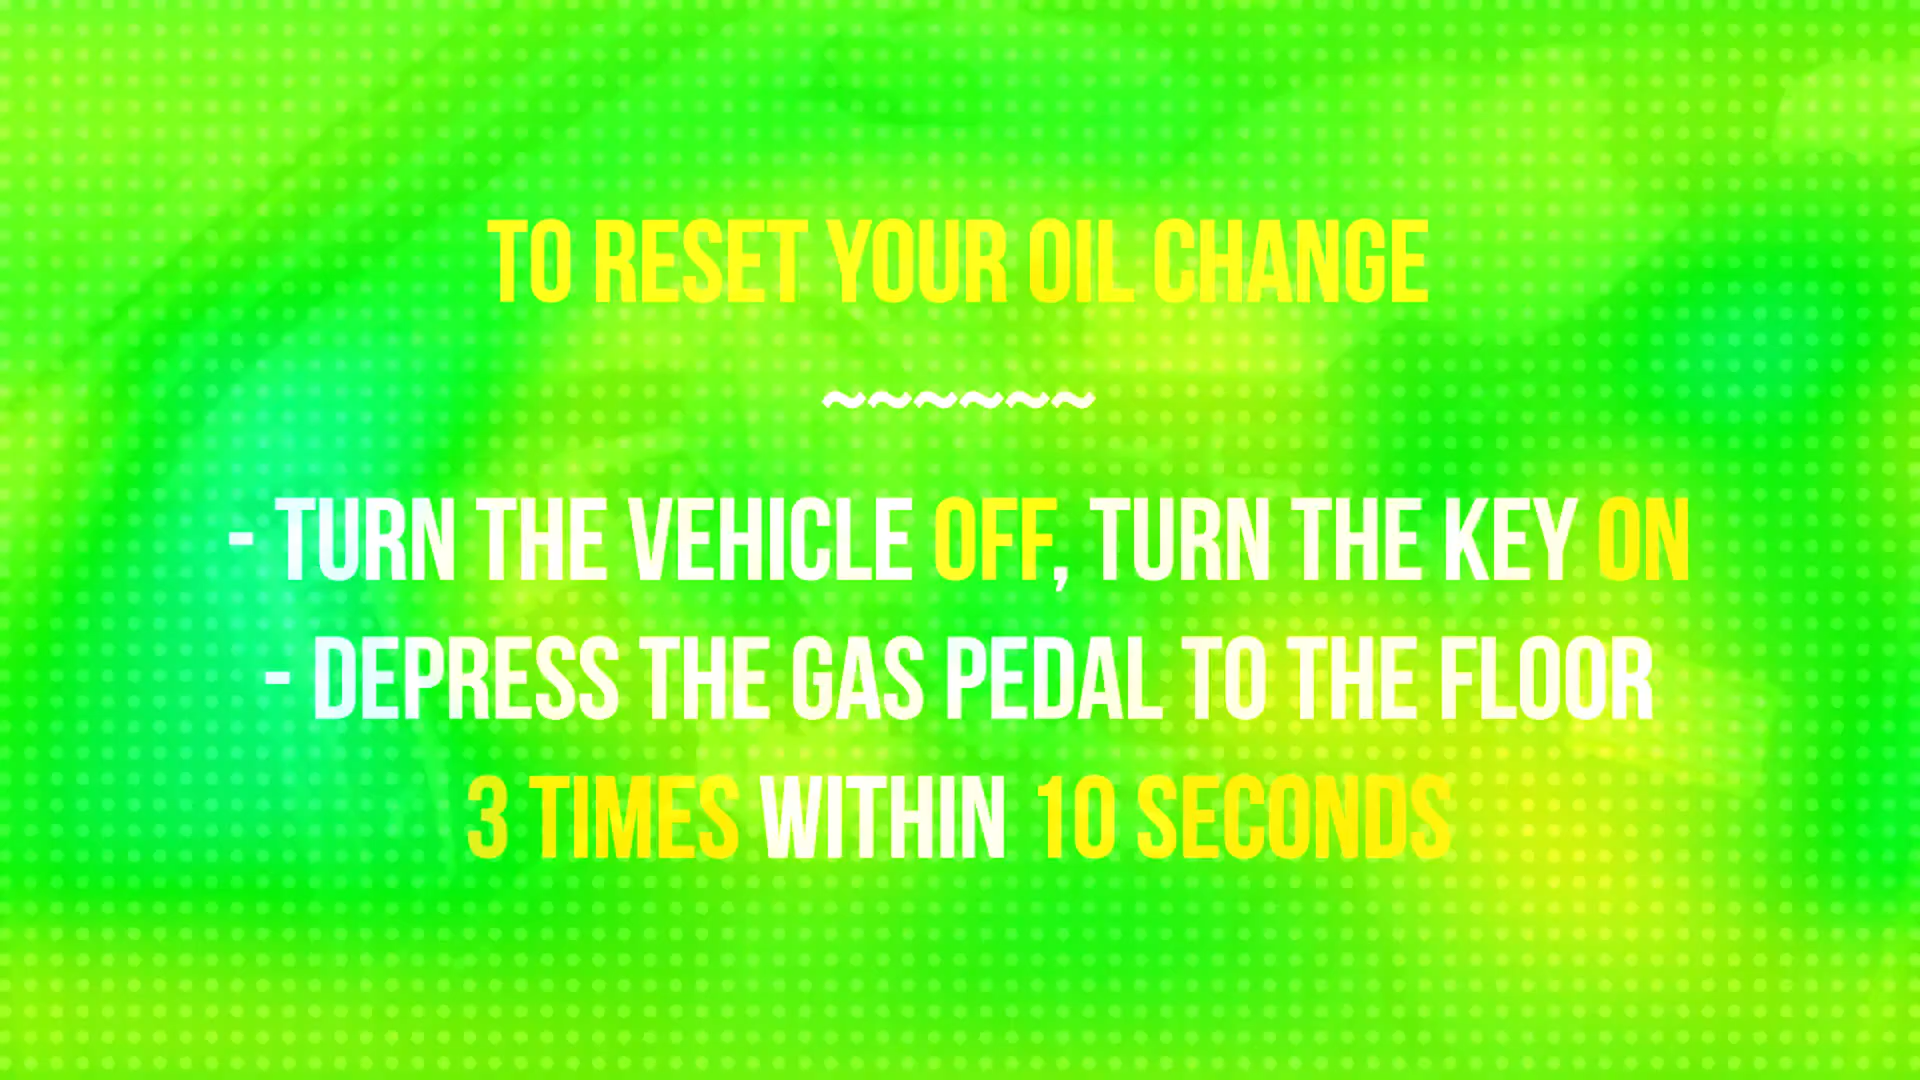 TO RESET YOUR OIL CHANGE
~~~~~~
- TURN THE VEHICLE OFF, TURN THE KEY ON
- DEPRESS THE GAS PEDAL TO THE FLOOR
3 TIMES WITHIN 10 SECONDS